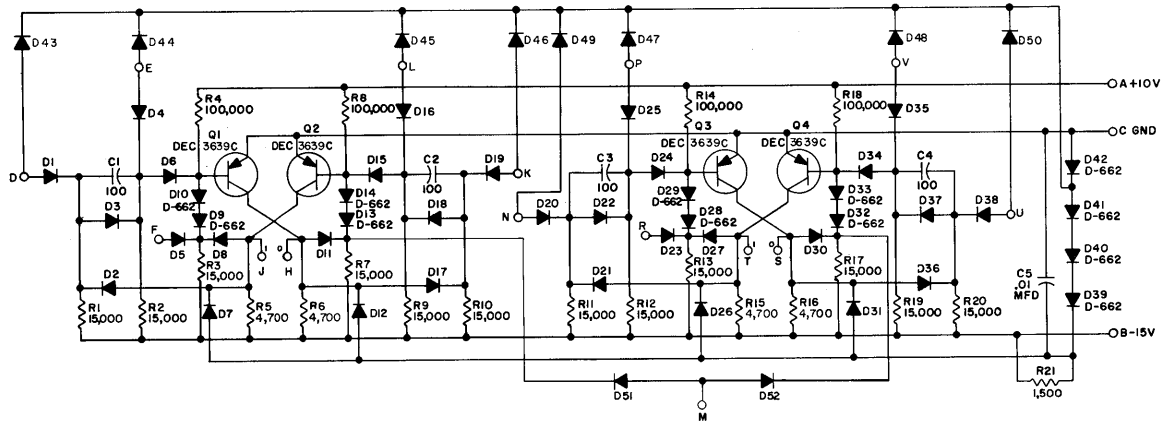 D43
D44
D45
D46
D49
D47
D48
D50
E
L
P
V
A+10V
R4
100,000
R8
100,000
R14
100,000
R18
100,000
D4
D16
D25
D35
C GND
Q1
DEC 3639C
Q2
DEC 3639C
Q3
DEC 3639C
Q4
DEC 3639C
D
D1
C1
100
D6
D15
C2
100
D19
K
C3
100
D24
D34
C4
100
D42
D-662
D10
D-662
D14
D-662
D29
D-662
D33
D-662
D3
D9
D-662
D13
D-662
D18
N
D20
D22
D28
D-662
D32
D-662
D37
D38
U
D41
D-662
F
D5
D8
I
J
O
H
D11
R
D23
D27
I
T
O
S
D30
D40
D-662
D2
R3
15,000
R7
15,000
D17
D21
R13
15,000
R17
15,000
D36
C5
.01
MFD
D39
D-662
R1
15,000
R2
15,000
D7
R5
4,700
R6
4,700
D12
R9
15,000
R10
15,000
R11
15,000
R12
15,000
D26
R15
4,700
R16
4,700
D31
R19
15,000
R20
15,000
B-15V
D51
D52
M
R21
1,500